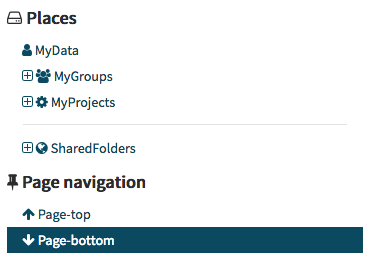 Places
MyData
MyGroups
MyProjects
SharedFolders
Page navigation
Page-top
Page-bottom